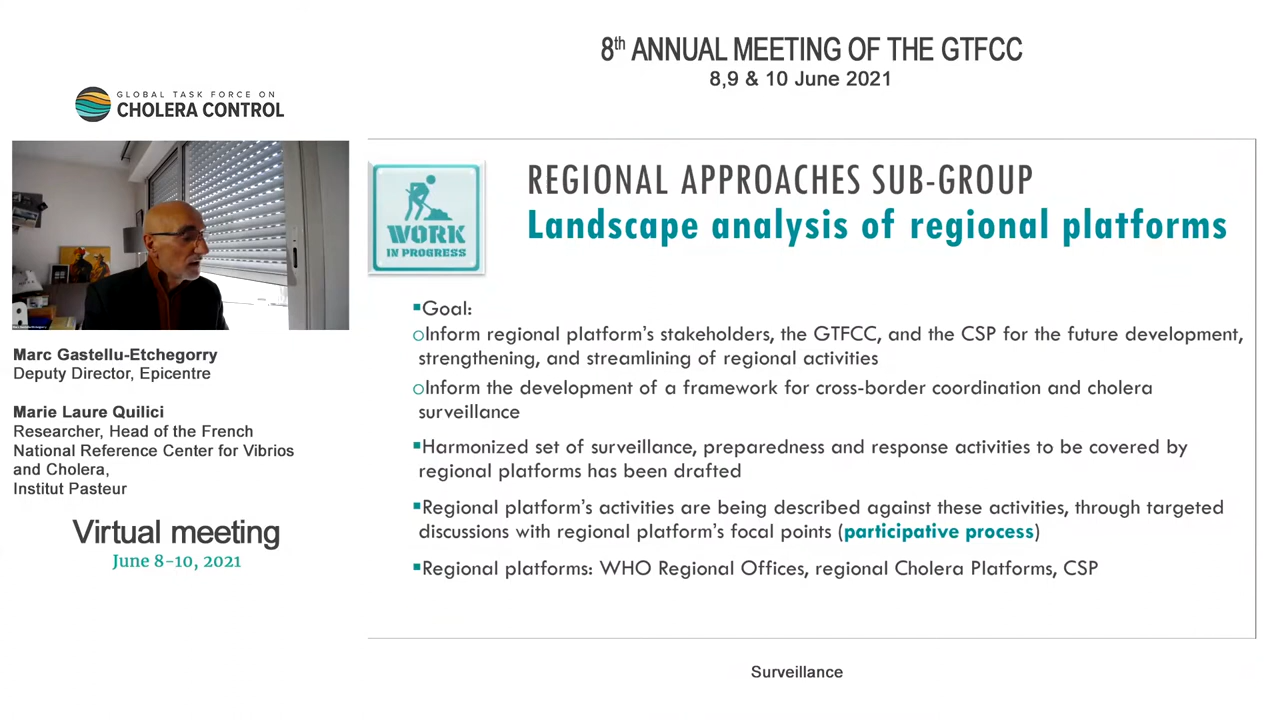 8th ANNUAL MEETING OF THE GTFCC
8,9 & 10 June 2021
GLOBAL TASK FORCE ON
CHOLERA CONTROL
Marc Gastellu-Etchegorry
Deputy Director, Epicentre
Marie Laure Quilici
Researcher, Head of the French
National Reference Center for Vibrios
and Cholera,
Institut Pasteur
Virtual meeting
June 8-10, 2021
WORK
IN PROGRESS
REGIONAL APPROACHES SUB-GROUP
Landscape analysis of regional platforms
▪Goal:
oInform regional platform's stakeholders, the GTFCC, and the CSP for the future development,
strengthening, and streamlining of regional activities
oInform the development of a framework for cross-border coordination and cholera
surveillance
▪Harmonized set of surveillance, preparedness and response activities to be covered by
regional platforms has been drafted
▪Regional platform's activities are being described against these activities, through targeted
discussions with regional platform's focal points (participative process)
▪Regional platforms: WHO Regional Offices, regional Cholera Platforms, CSP
Surveillance